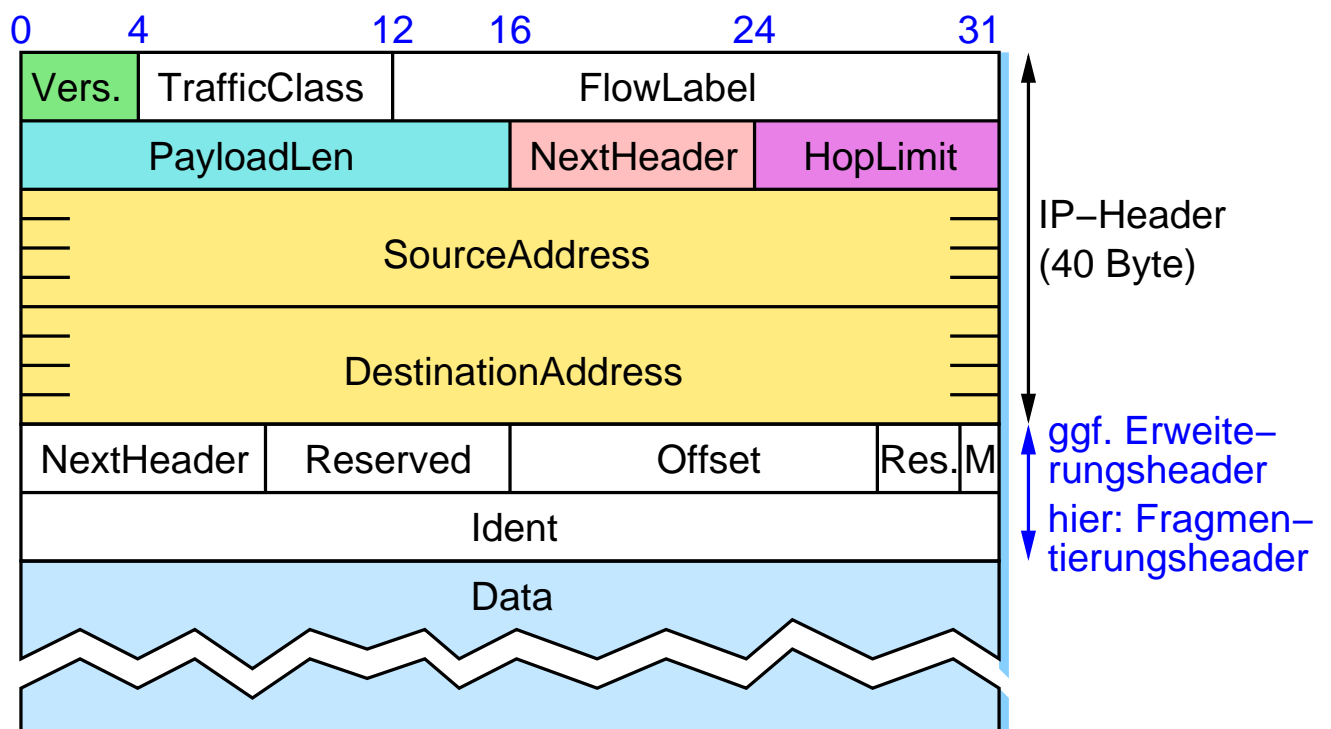 0 4 12 16 24 31
Vers. TrafficClass FlowLabel
PayloadLen NextHeader HopLimit
SourceAddress
IP−Header
(40 Byte)
DestinationAddress
NextHeader Reserved Offset Res. M
ggf. Erweite−
rungsheader
Ident
hier: Fragmen−
tierungsheader
Data